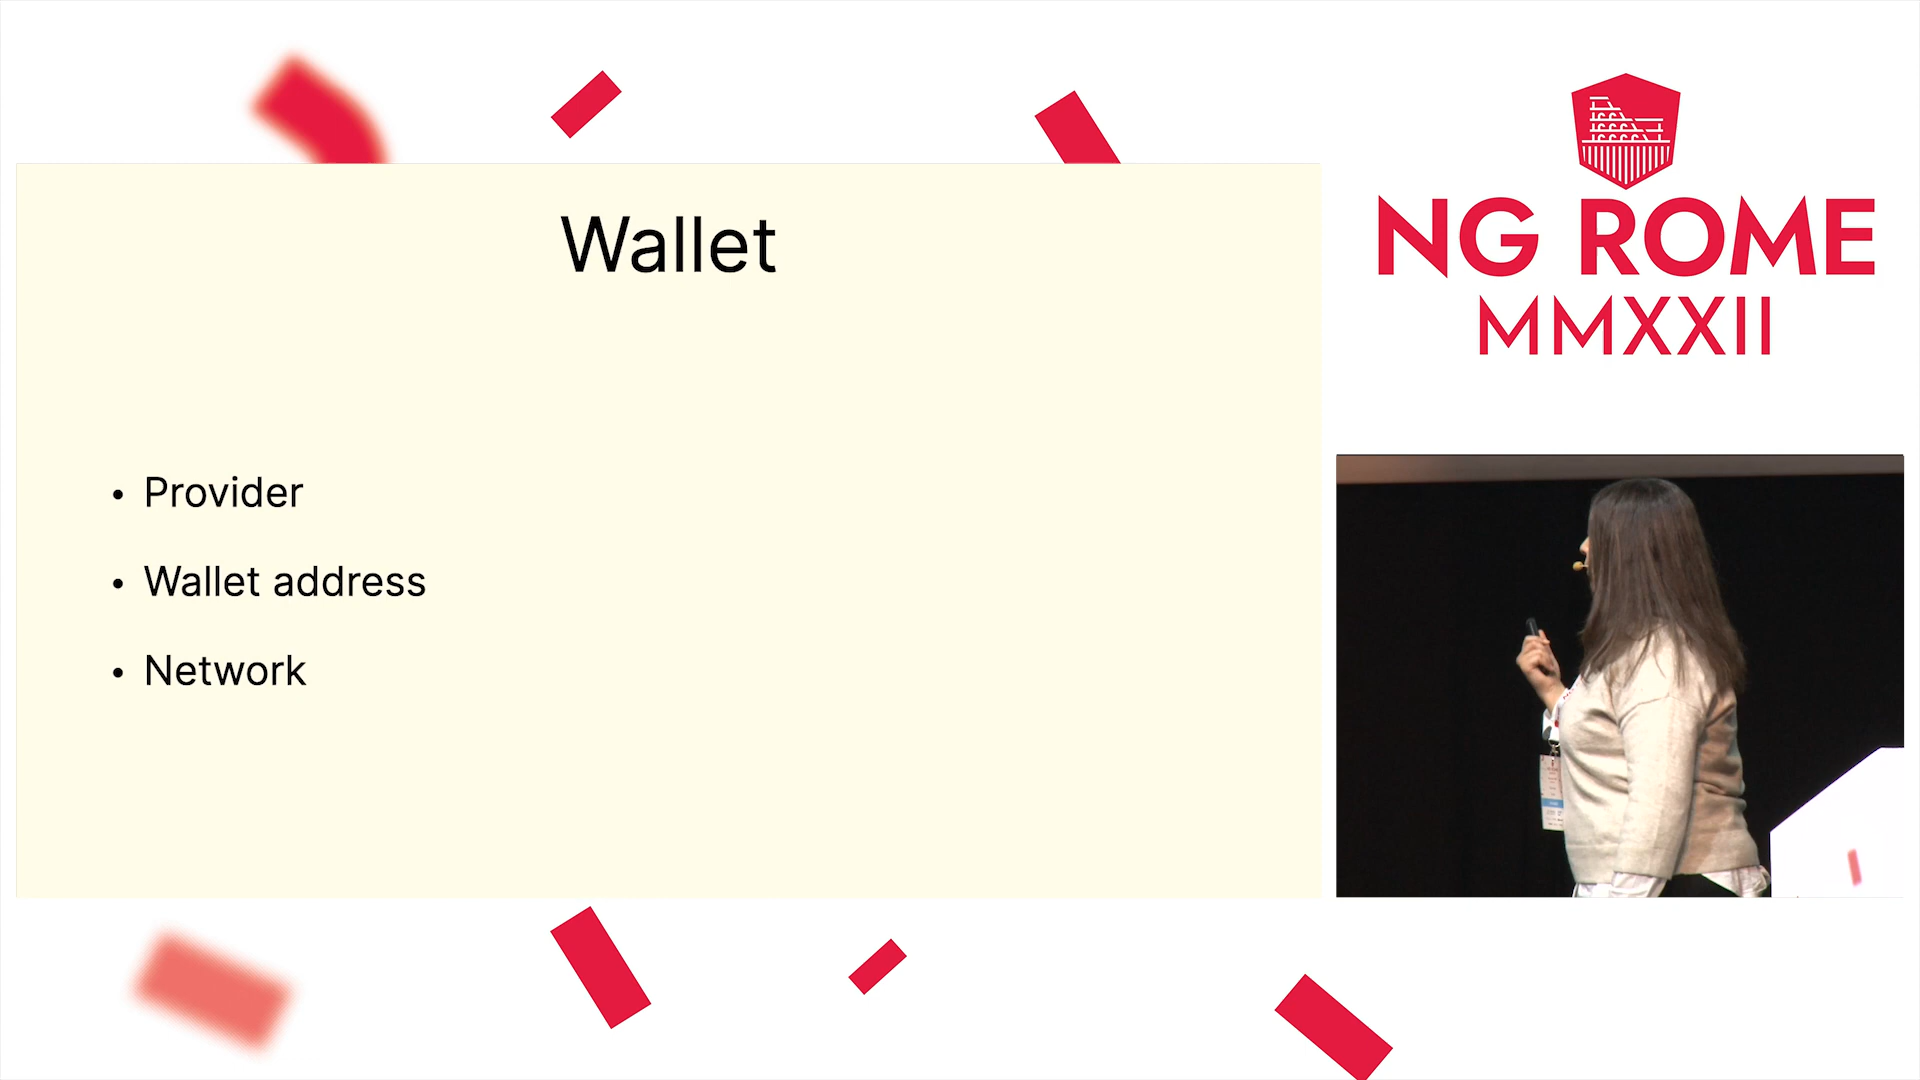 Wallet
• Provider
• Wallet address
• Network
NG ROME
MMXXII